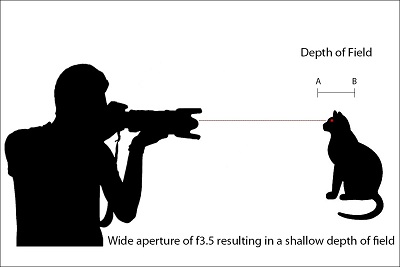 Depth of Field
A B
Wide aperture of f3.5 resulting in a shallow depth of field